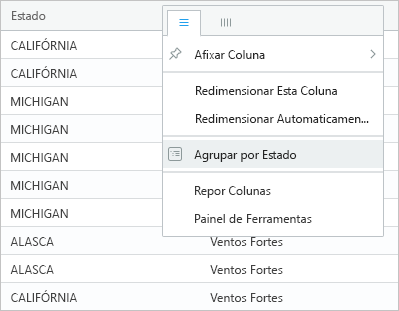 Estado
CALIFÓRNIA
Afixar Coluna
CALIFÓRNIA
MICHIGAN
Redimensionar Esta Coluna
MICHIGAN
Redimensionar Automaticamen...
MICHIGAN
Agrupar por Estado
MICHIGAN
Repor Colunas
MICHIGAN
Painel de Ferramentas
ALASCA Ventos Fortes
ALASCA Ventos Fortes
CALIFÓRNIA Ventos Fortes